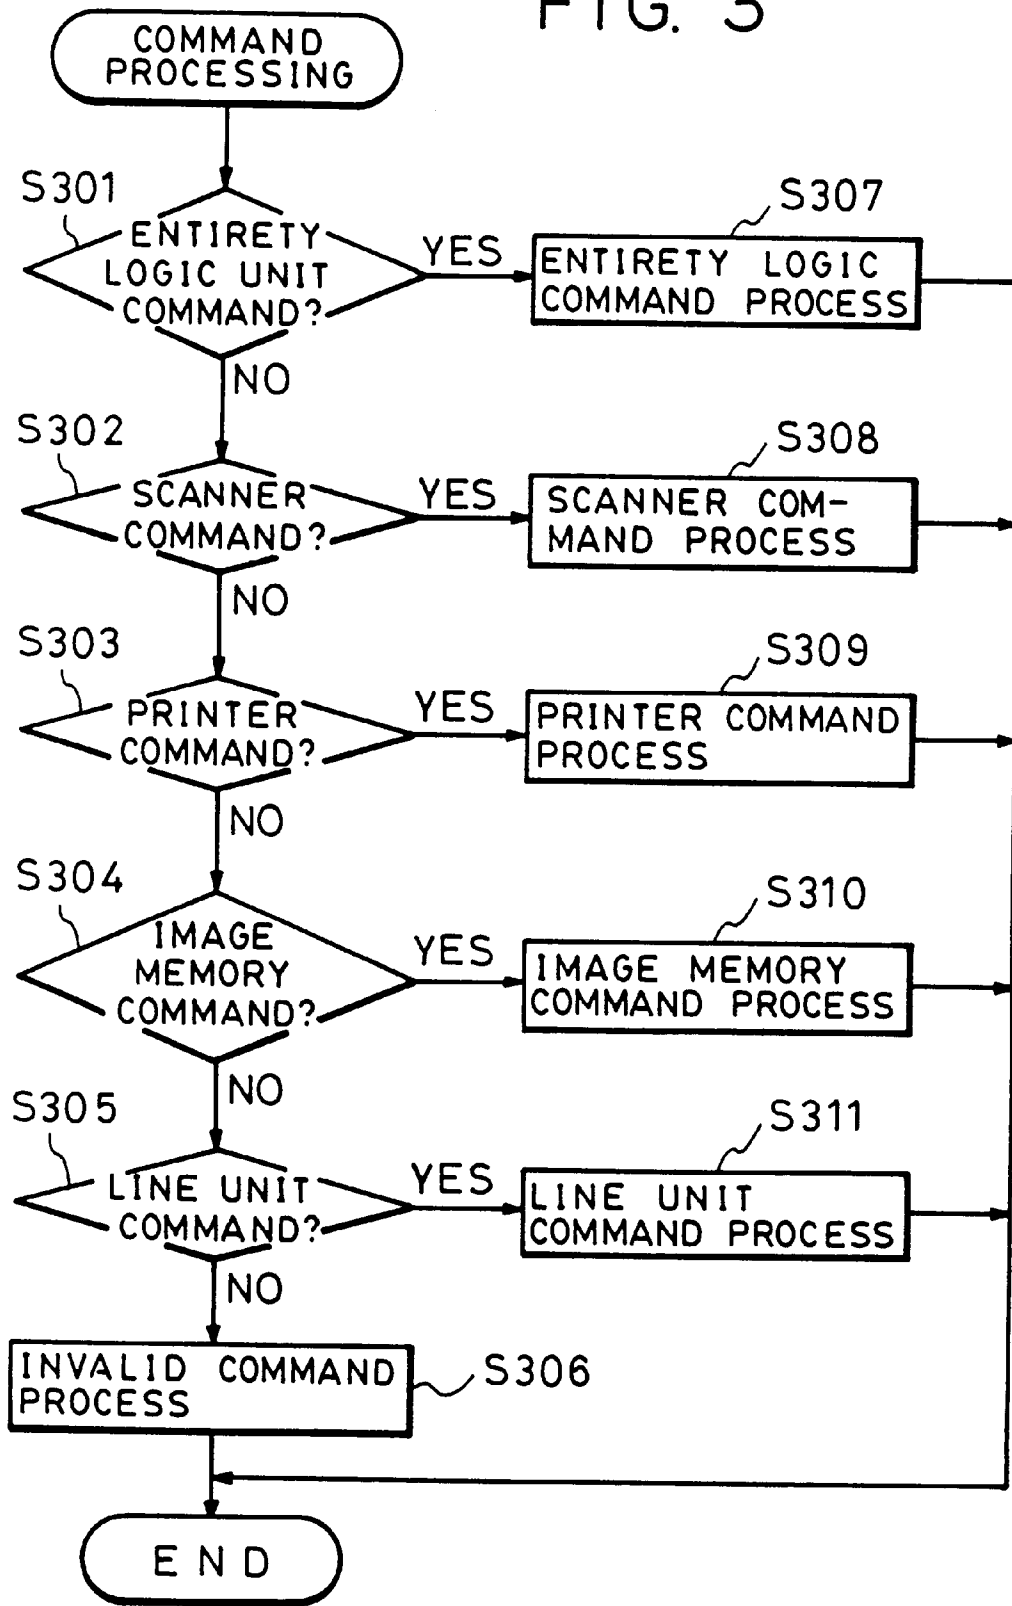 FIG. 3
COMMAND
PROCESSING
S301
ENTIRETY
LOGIC UNIT
COMMAND?
YES
S307
ENTIRETY LOGIC
COMMAND PROCESS
NO
S302
SCANNER
COMMAND?
YES
S308
SCANNER COM-
MAND PROCESS
NO
S303
PRINTER
COMMAND?
YES
S309
PRINTER COMMAND
PROCESS
NO
S304
IMAGE
MEMORY
COMMAND?
YES
S310
IMAGE MEMORY
COMMAND PROCESS
NO
S305
LINE UNIT
COMMAND?
YES
S311
LINE UNIT
COMMAND PROCESS
NO
INVALID COMMAND
PROCESS
S306
END